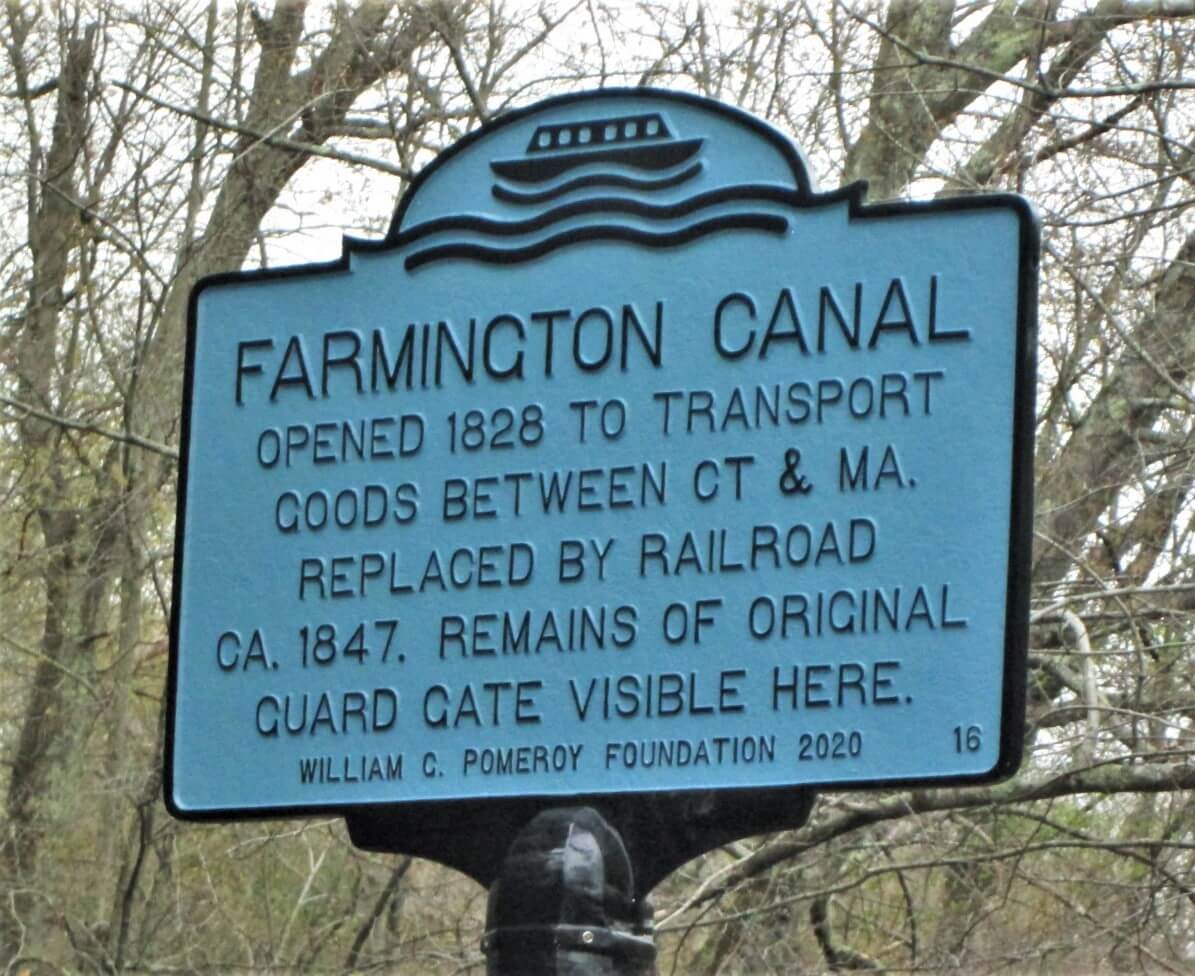 FARMINGTON CANAL
OPENED 1828 TO TRANSPORT
GOODS BETWEEN CT & MA.
REPLACED BY RAILROAD
CA. 1847. REMAINS OF ORIGINAL
GUARD GATE VISIBLE HERE.
WILLIAM G. POMEROY FOUNDATION 2020 16